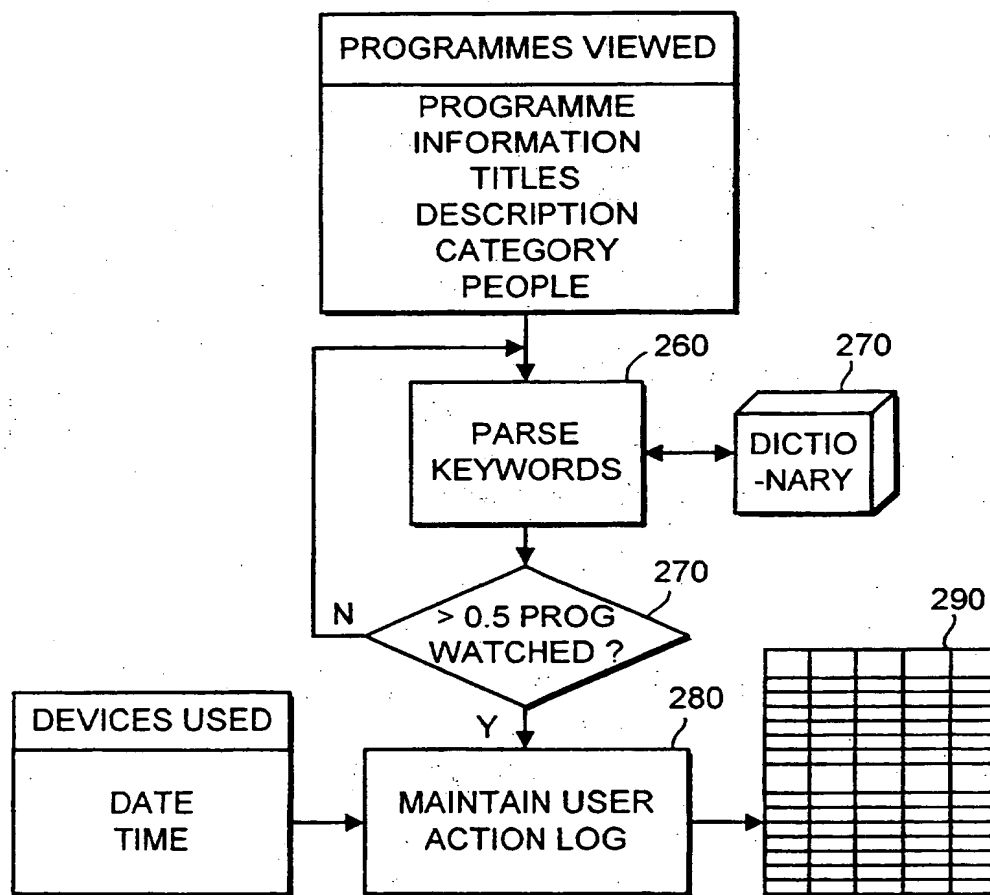 PROGRAMMES VIEWED
PROGRAMME
INFORMATION
TITLES
DESCRIPTION
CATEGORY
PEOPLE
260
270
PARSE
KEYWORDS
DICTIO
-NARY
270
N
> 0.5 PROG
WATCHED ?
290
Y
280
DEVICES USED
DATE
TIME
MAINTAIN USER
ACTION LOG